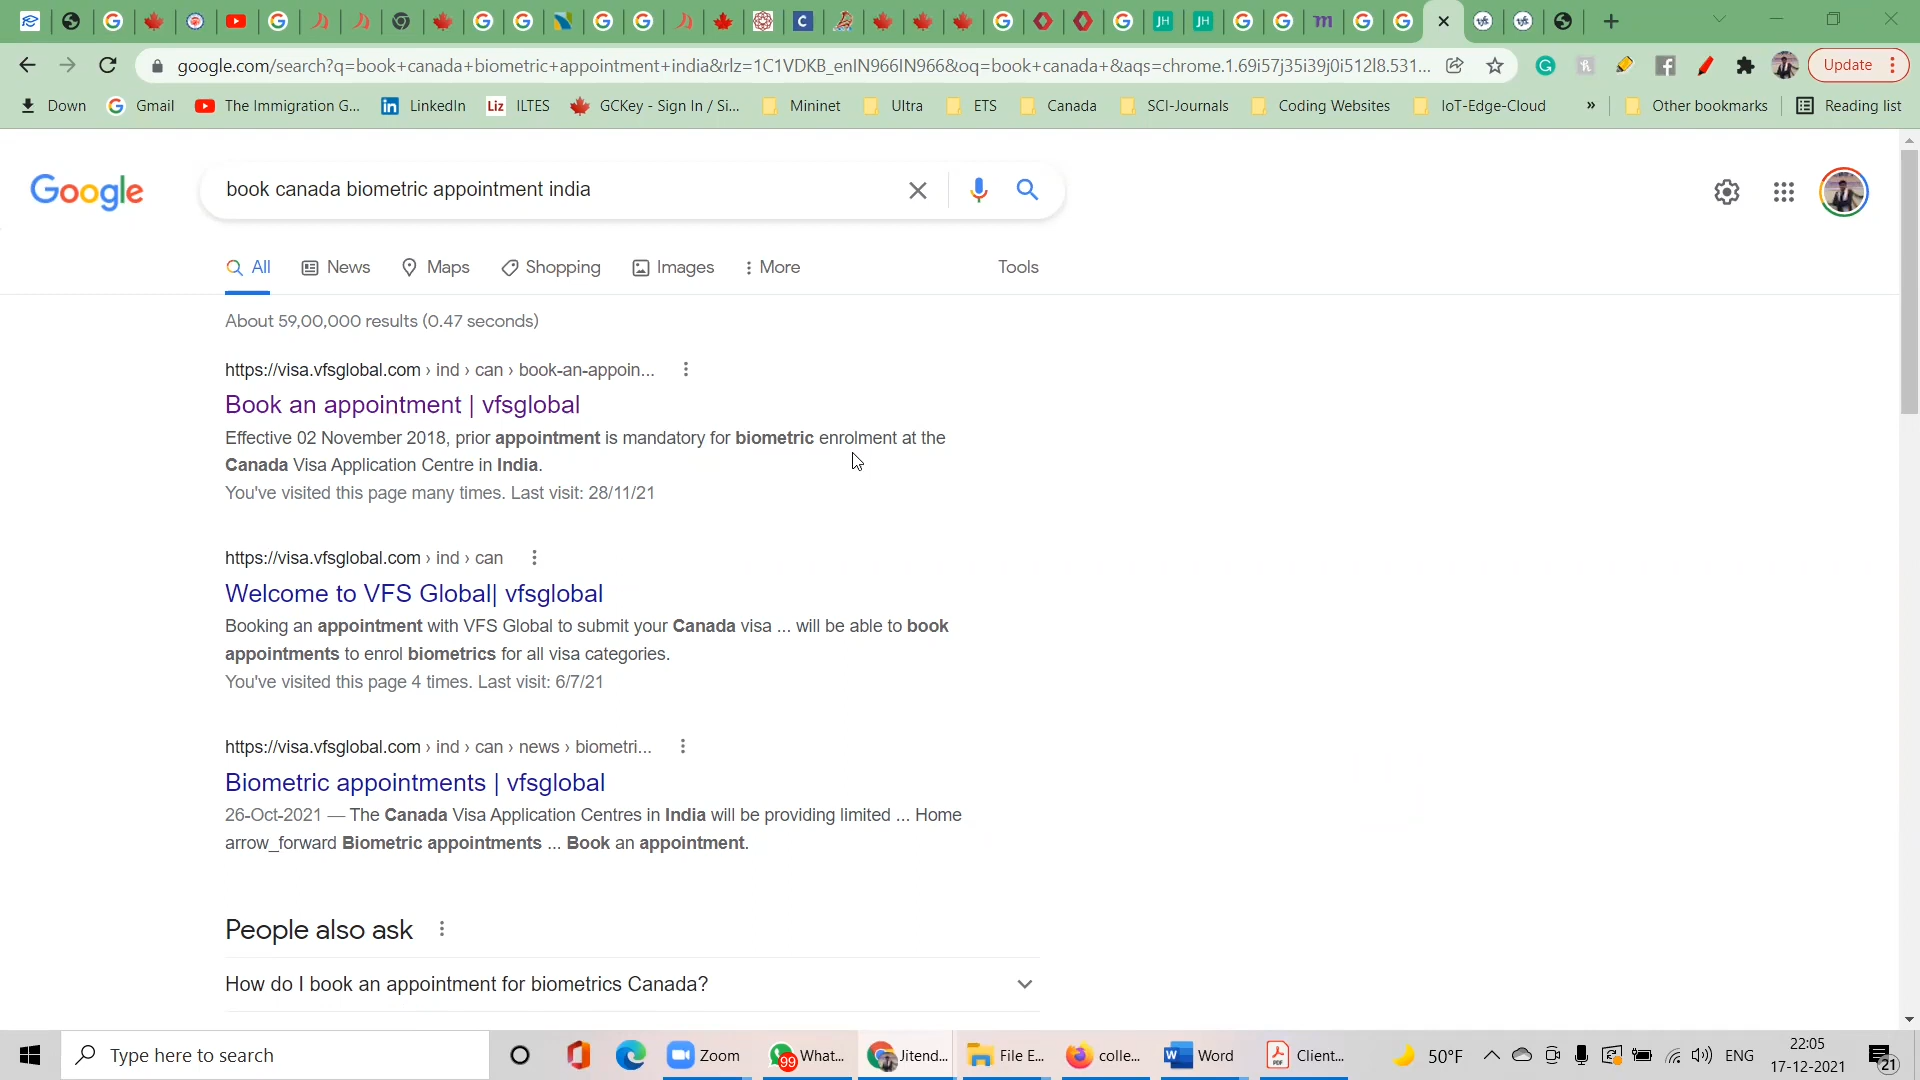 google.com/search?q=book+canada+biometric+appointment+india&rlz=1C1VDKB_enIN966IN966&oq=book+canada+&aqs=chrome.1.69i57j35i39j0i512l8.531...
Update
Down
Gmail
The Immigration G...
LinkedIn
Liz ILTES
GCKey - Sign In / Si...
Mininet
Ultra
ETS
Canada
SCI-Journals
Coding Websites
IoT-Edge-Cloud
»
Other bookmarks
Reading list
Google
book canada biometric appointment india
All News Maps Shopping Images More Tools
About 59,00,000 results (0.47 seconds)
https://visa.vfsglobal.com › ind › can › book-an-appoin...
Book an appointment | vfsglobal
Effective 02 November 2018, prior appointment is mandatory for biometric enrolment at the
Canada Visa Application Centre in India.
You've visited this page many times. Last visit: 28/11/21
https://visa.vfsglobal.com › ind › can
Welcome to VFS Global| vfsglobal
Booking an appointment with VFS Global to submit your Canada visa ... will be able to book
appointments to enrol biometrics for all visa categories.
You've visited this page 4 times. Last visit: 6/7/21
https://visa.vfsglobal.com › ind › can › news › biometri...
Biometric appointments | vfsglobal
26-Oct-2021 — The Canada Visa Application Centres in India will be providing limited ... Home
arrow_forward Biometric appointments ... Book an appointment.
People also ask
How do I book an appointment for biometrics Canada?
Type here to search
Zoom
99
What...
Jitend...
File E...
colle...
Word
Client...
50°F
ENG
22:05
17-12-2021
21